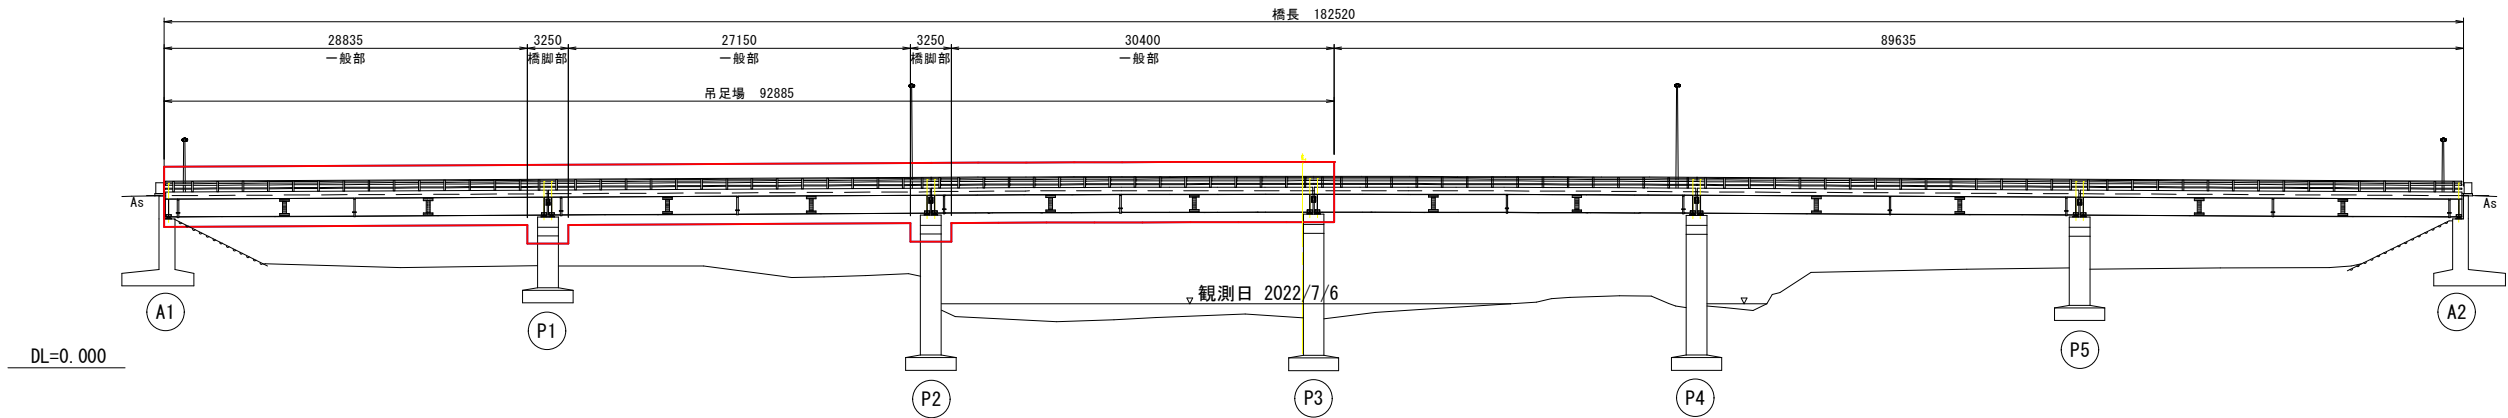 橋長 182520
28835 3250 27150 3250 30400 89635
一般部 橋脚部 一般部 橋脚部 一般部
吊足場 92885
As As
観測日 2022/7/6
A1 P1 P2 P3 P4 P5 A2
DL=0.000